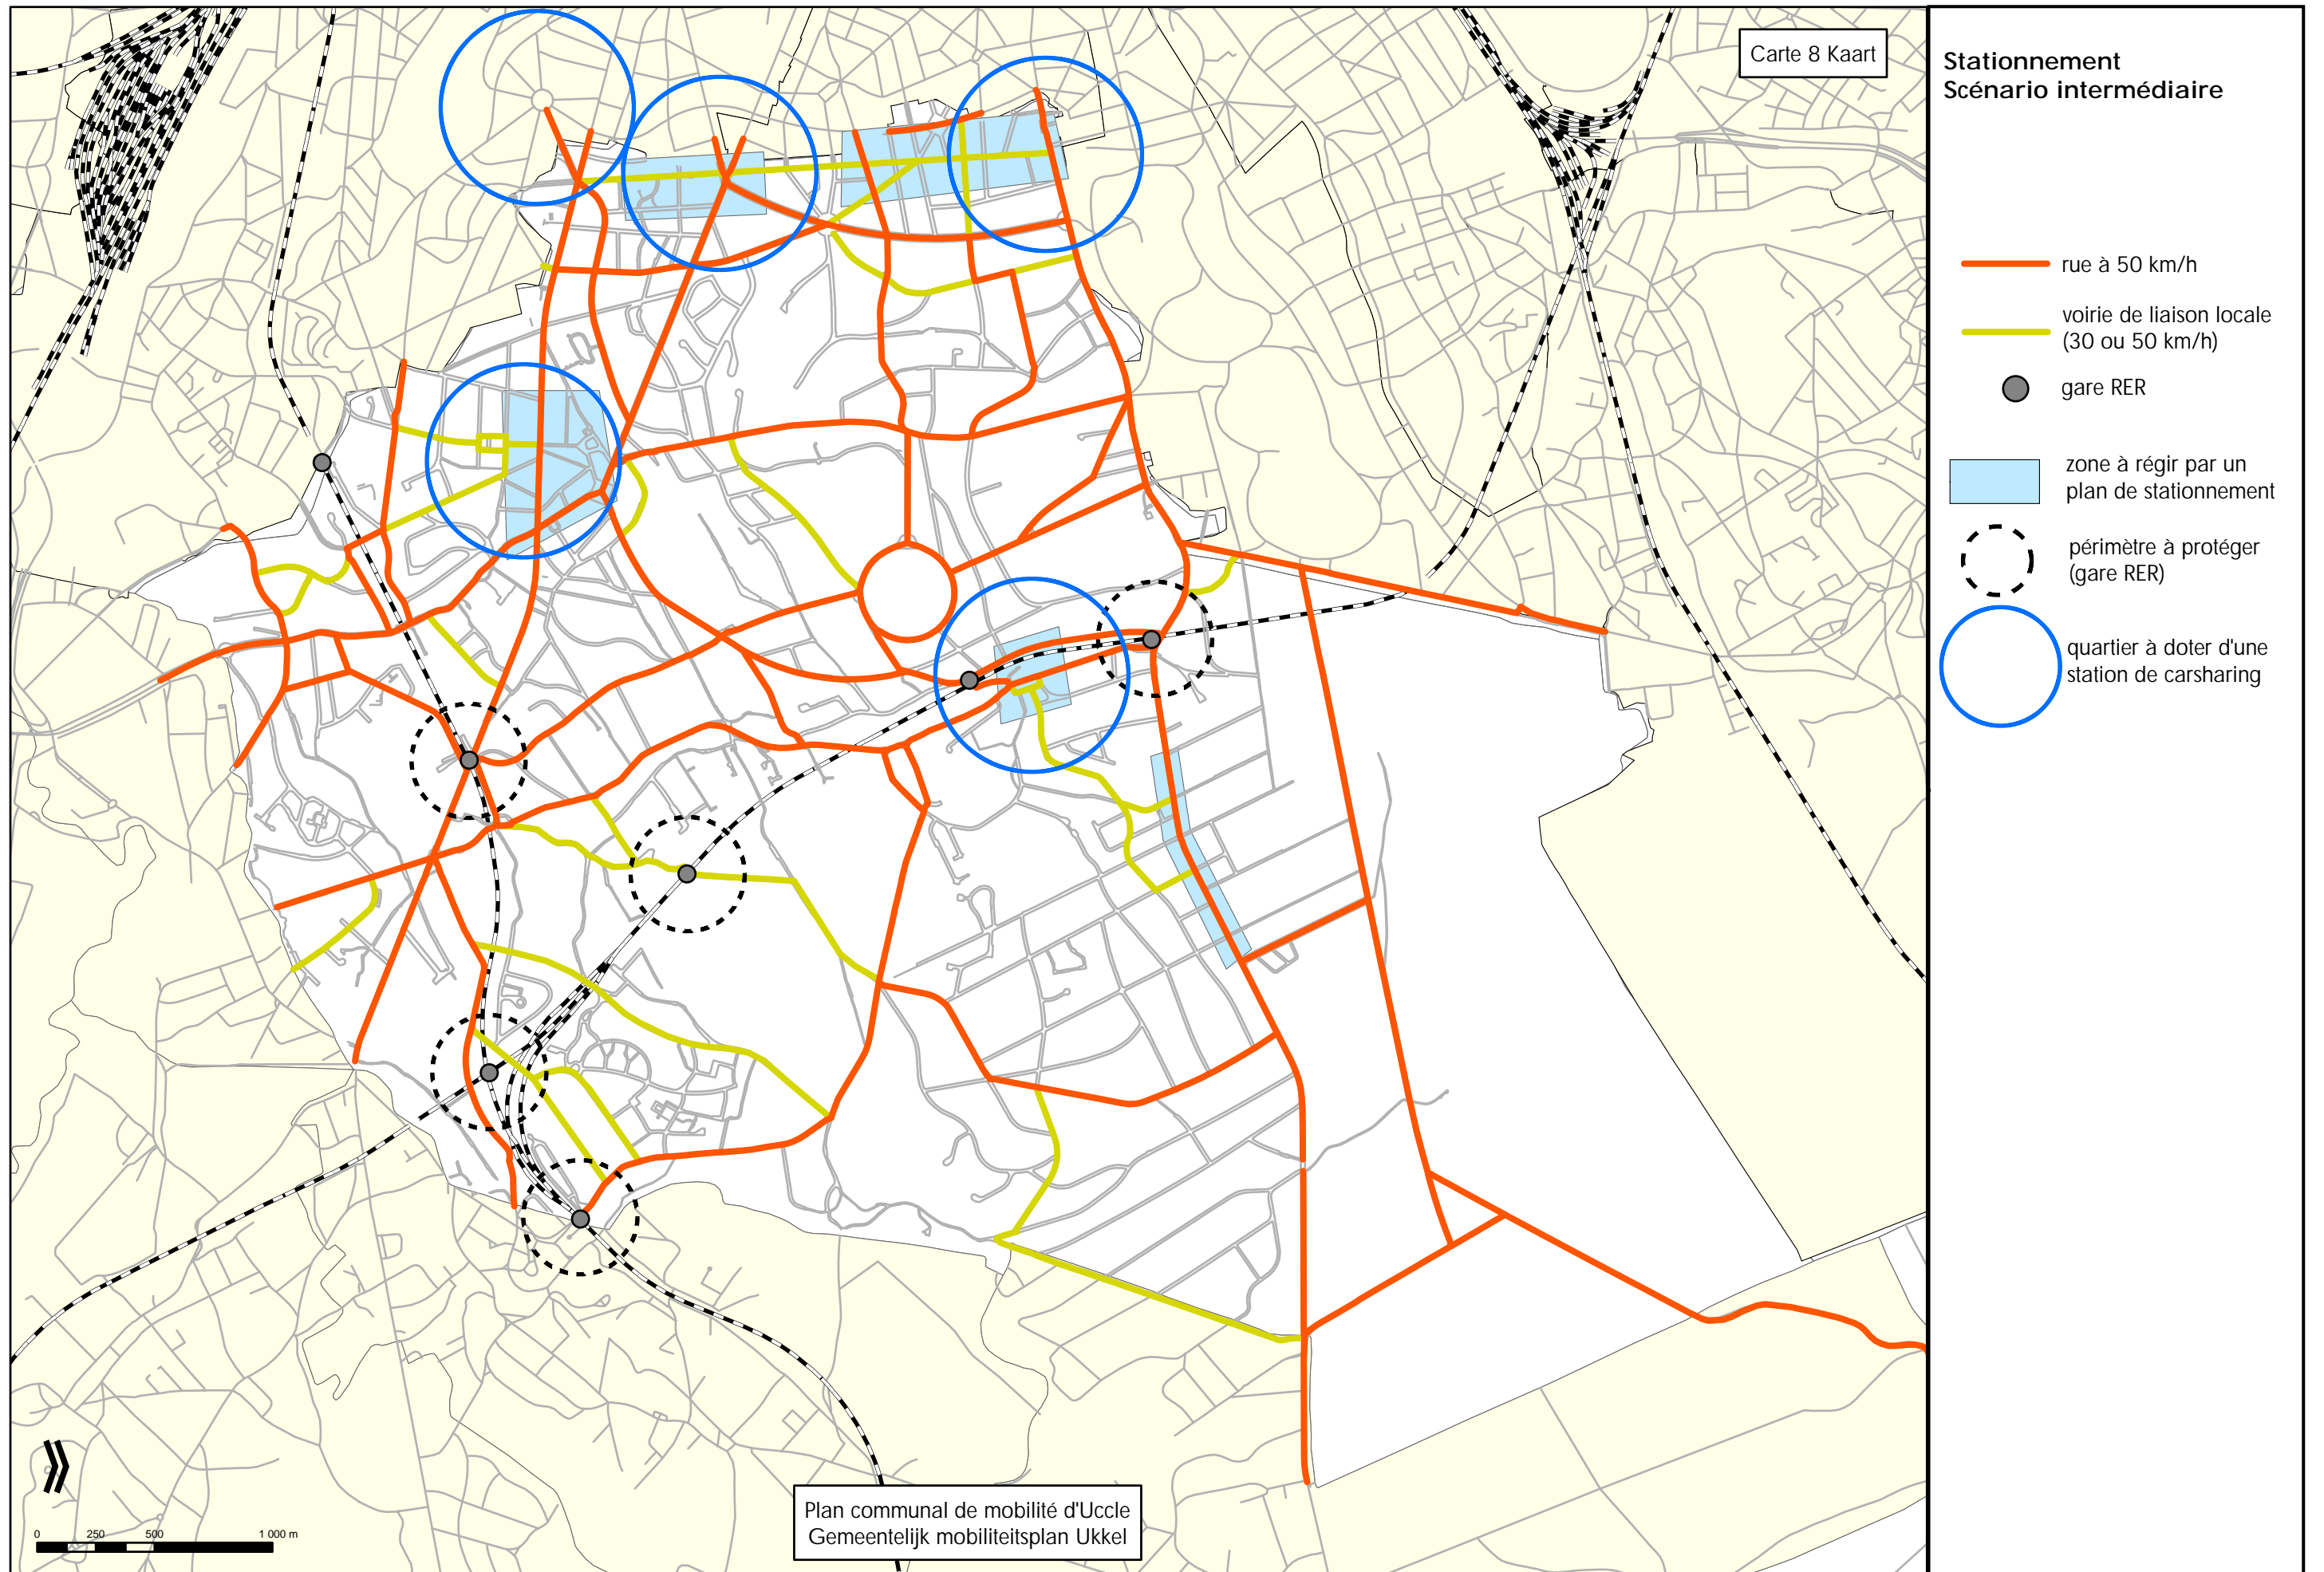 Carte 8 Kaart
Stationnement
Scénario intermédiaire
rue à 50 km/h
voirie de liaison locale
(30 ou 50 km/h)
gare RER
zone à régir par un
plan de stationnement
périmètre à protéger
(gare RER)
quartier à doter d'une
station de carsharing
Plan communal de mobilité d'Uccle
Gemeentelijk mobiliteitsplan Ukkel
0 250 500 1 000 m